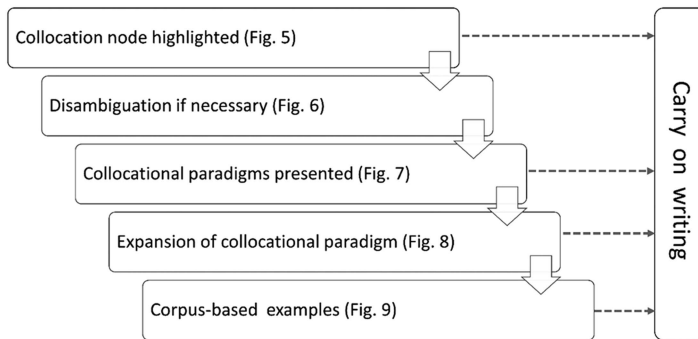 Collocation node highlighted (Fig. 5)
Disambiguation if necessary (Fig. 6)
Collocational paradigms presented (Fig. 7)
Expansion of collocational paradigm (Fig. 8)
Corpus-based examples (Fig. 9)
Carry on writing